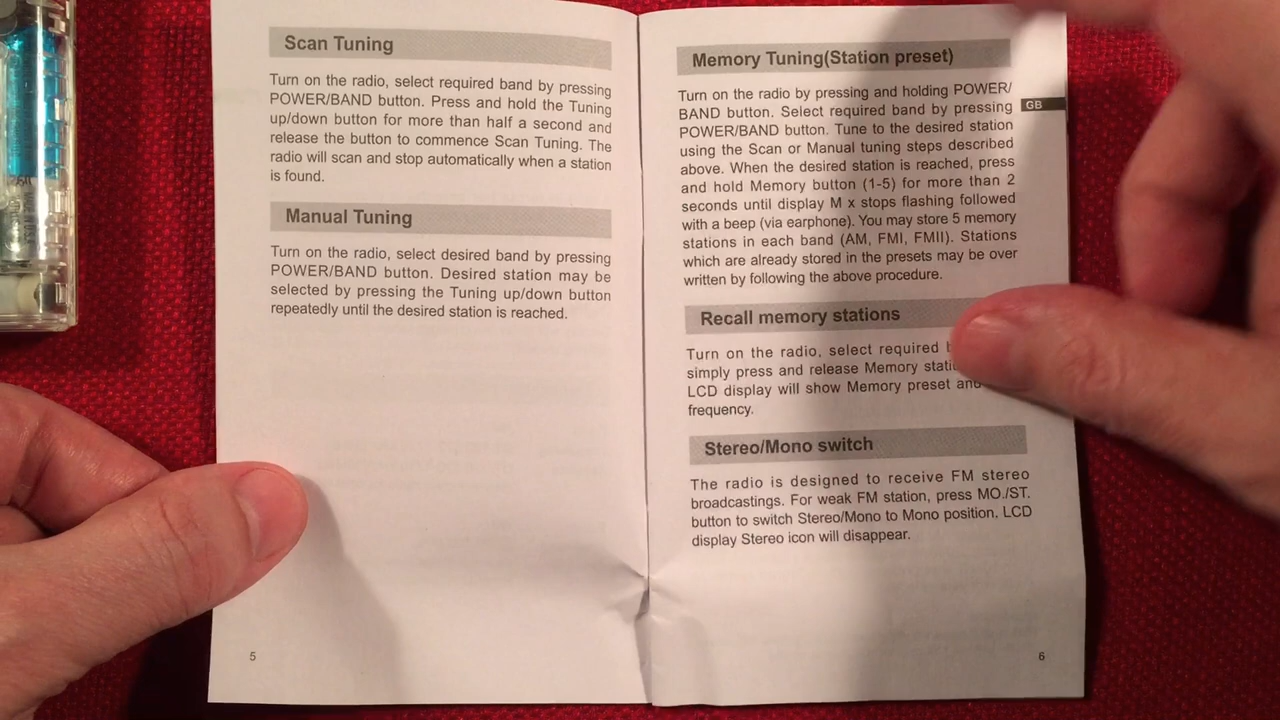 Scan Tuning
Turn on the radio, select required band by pressing
POWER/BAND button. Press and hold the Tuning
up/down button for more than half a second and
release the button to commence Scan Tuning. The
radio will scan and stop automatically when a station
is found.
Manual Tuning
Turn on the radio, select desired band by pressing
POWER/BAND button. Desired station may be
selected by pressing the Tuning up/down button
repeatedly until the desired station is reached.
5
Memory Tuning(Station preset)
Turn on the radio by pressing and holding POWER/
BAND button. Select required band by pressing
POWER/BAND button. Tune to the desired station
using the Scan or Manual tuning steps described
above. When the desired station is reached, press
and hold Memory button (1-5) for more than 2
seconds until display M x stops flashing followed
with a beep (via earphone). You may store 5 memory
stations in each band (AM, FMI, FMII). Stations
which are already stored in the presets may be over
written by following the above procedure.
GB
Recall memory stations
Turn on the radio, select required
simply press and release Memory
LCD display will show Memory preset and
frequency.
Stereo/Mono switch
The radio is designed to receive FM stereo
broadcastings. For weak FM station, press MO./ST.
button to switch Stereo/Mono to Mono position, LCD
display Stereo icon will disappear.
6